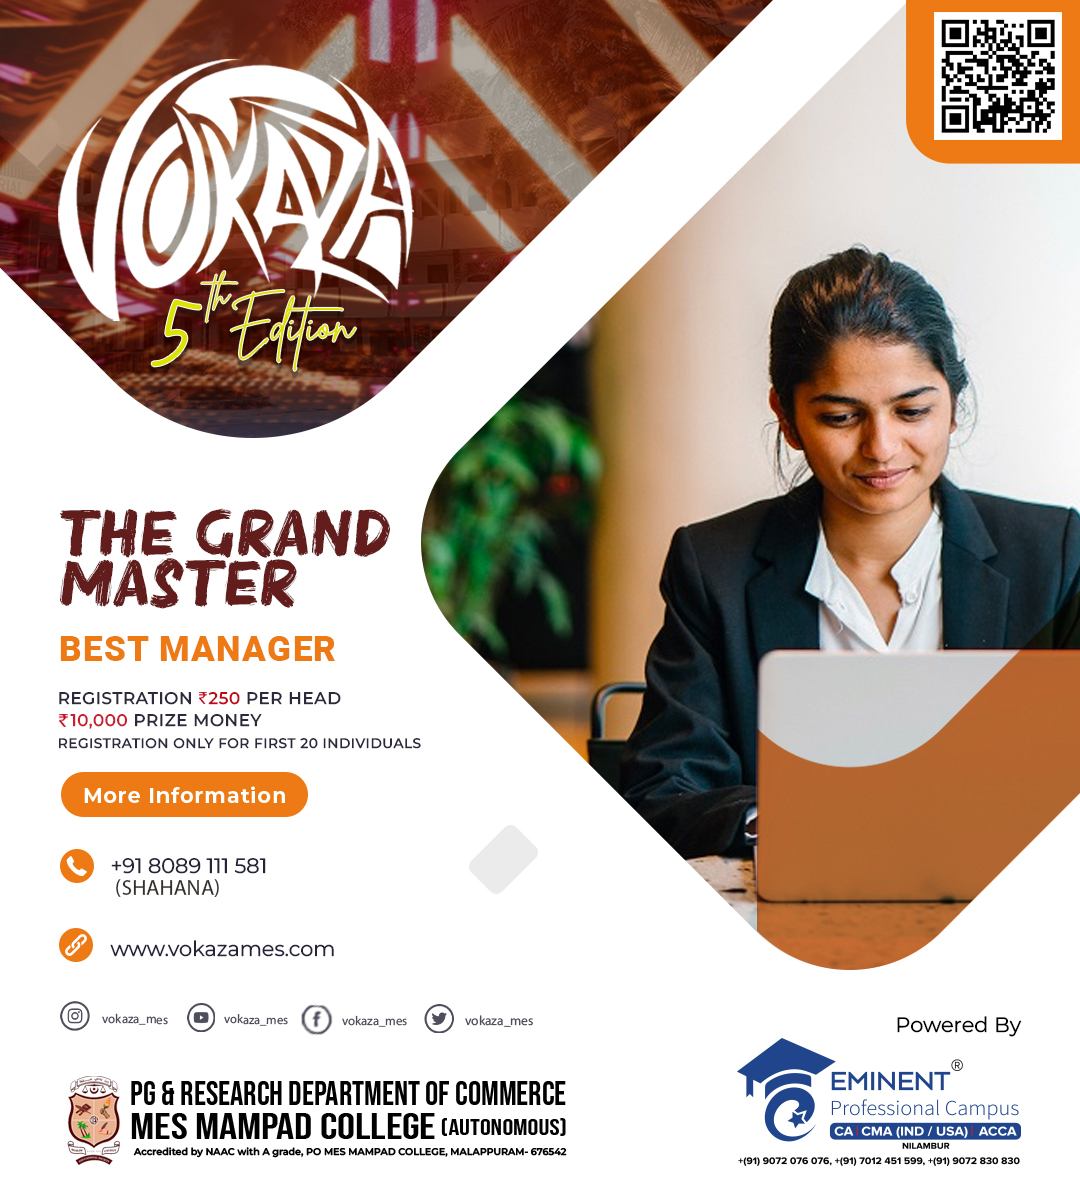 VOKAZA
5th Edition
THE GRAND
MASTER
BEST MANAGER
REGISTRATION ₹250 PER HEAD
₹10,000 PRIZE MONEY
REGISTRATION ONLY FOR FIRST 20 INDIVIDUALS
More Information
+91 8089 111 581
(SHAHANA)
www.vokazames.com
vokaza_mes vokaza_mes vokaza_mes vokaza_mes
PG & RESEARCH DEPARTMENT OF COMMERCE
MES MAMPAD COLLEGE (AUTONOMOUS)
Accredited by NAAC with A grade, PO MES MAMPAD COLLEGE, MALAPPURAM- 676542
Powered By
EMINENT ®
Professional Campus
CA | CMA (IND / USA) | ACCA
NILAMBUR
+(91) 9072 076 076, +(91) 7012 451 599, +(91) 9072 830 830